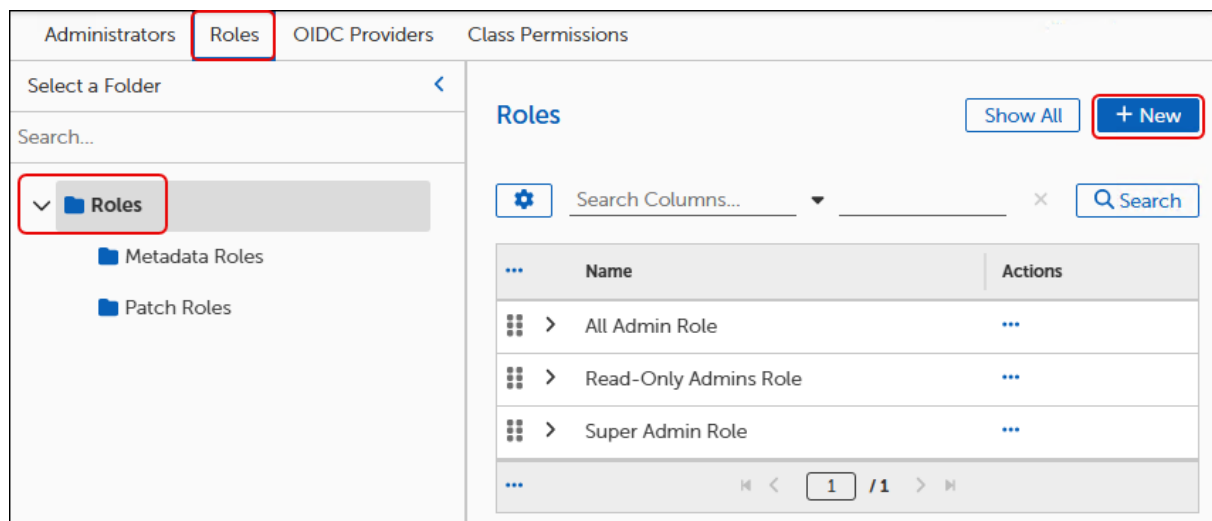 Administrators Roles OIDC Providers Class Permissions
Select a Folder
Search...
Roles
Metadata Roles
Patch Roles
Roles
Show All + New
Search Columns... Search
Name Actions
All Admin Role
Read-Only Admins Role
Super Admin Role
1 / 1